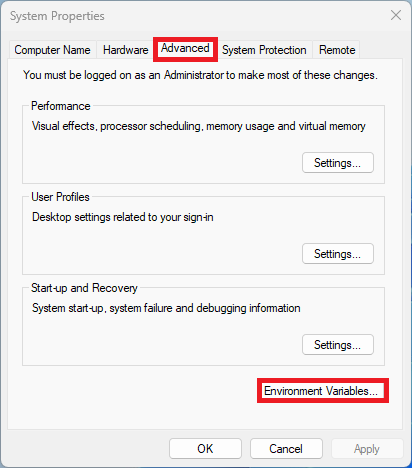 System Properties
Computer Name Hardware Advanced System Protection Remote
You must be logged on as an Administrator to make most of these changes.
Performance
Visual effects, processor scheduling, memory usage and virtual memory
Settings...
User Profiles
Desktop settings related to your sign-in
Settings...
Start-up and Recovery
System start-up, system failure and debugging information
Settings...
Environment Variables...
OK Cancel Apply